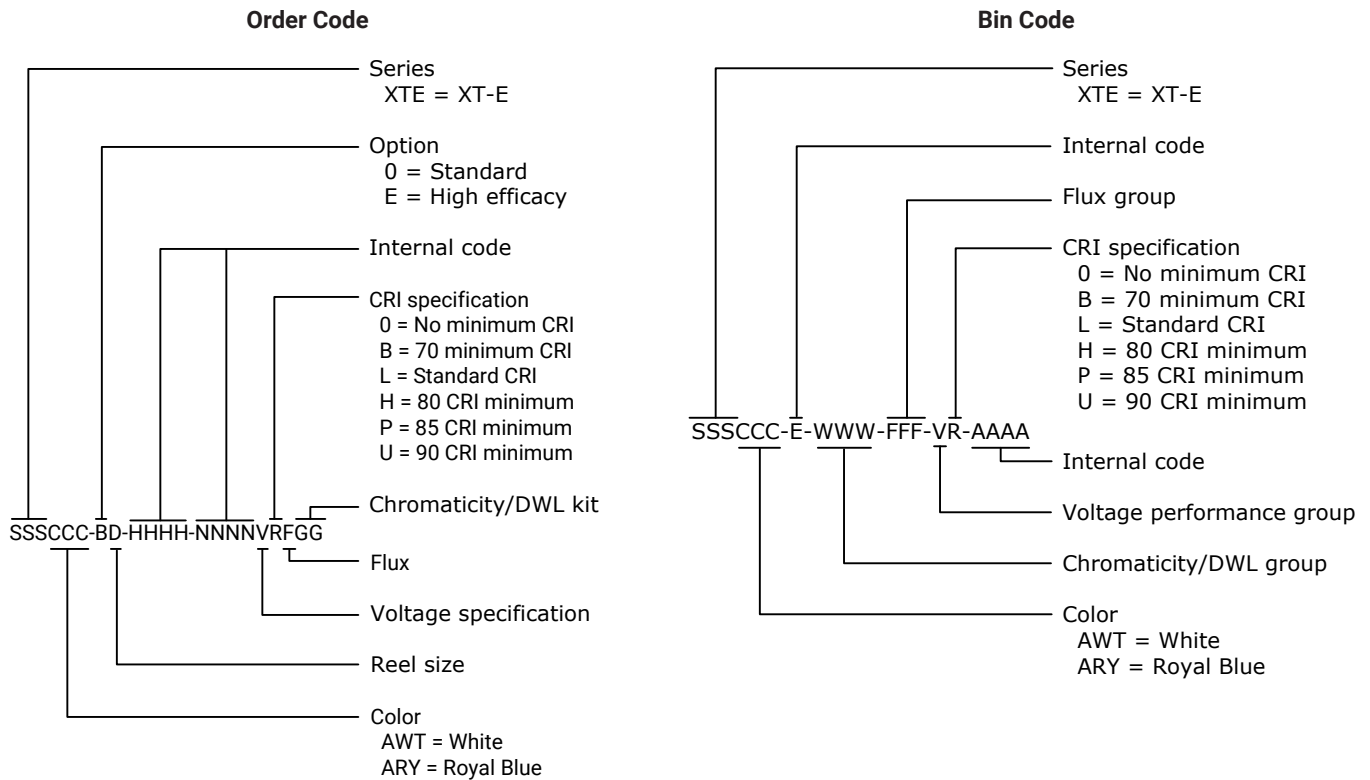 Order Code
Series
XTE = XT-E
Option
0 = Standard
E = High efficacy
Internal code
CRI specification
0 = No minimum CRI
B = 70 minimum CRI
L = Standard CRI
H = 80 CRI minimum
P = 85 CRI minimum
U = 90 CRI minimum
Chromaticity/DWL kit
SSSCCC-BD-HHHH-NNNNVRFGG
Flux
Voltage specification
Reel size
Color
AWT = White
ARY = Royal Blue
Bin Code
Series
XTE = XT-E
Internal code
Flux group
CRI specification
0 = No minimum CRI
B = 70 minimum CRI
L = Standard CRI
H = 80 CRI minimum
P = 85 CRI minimum
U = 90 CRI minimum
SSSCCC-E-WWW-FFF-VR-AAAA
Internal code
Voltage performance group
Chromaticity/DWL group
Color
AWT = White
ARY = Royal Blue